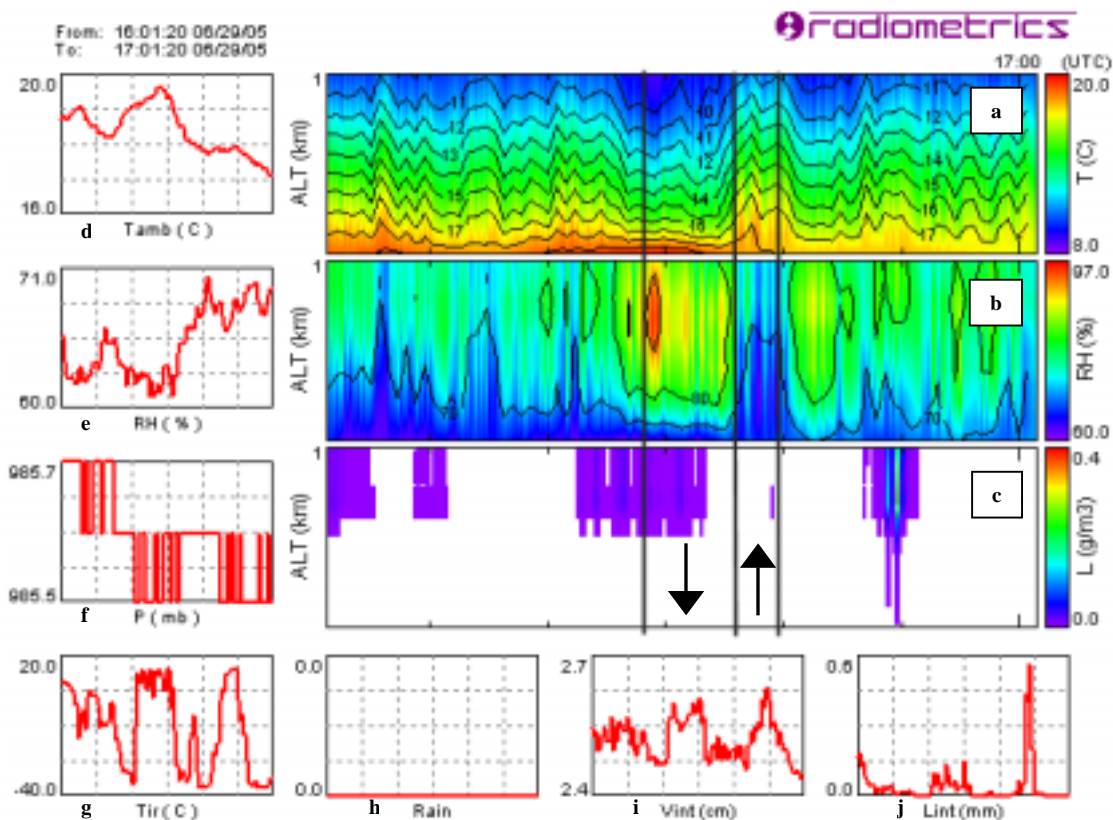 radiometrics
From: 16:01:20 06/29/05
To: 17:01:20 06/29/05
17:00 (UTC)
20.0
16.0
d Tamb ( C )
1
ALT (km)
11
12
13
15
17
10
11
12
14
16
11
12
14
15
16
17
a
20.0
8.0
T (C)
71.0
60.0
e RH ( % )
1
ALT (km)
70
80
70
b
97.0
60.0
RH (%)
985.7
985.5
f P ( mb )
1
ALT (km)
c
0.4
0.0
L (g/m3)
20.0
-40.0
g Tir ( C )
0.0
0.0
h Rain
2.7
2.4
i Vint (cm)
0.6
0.0
j Lint (mm)